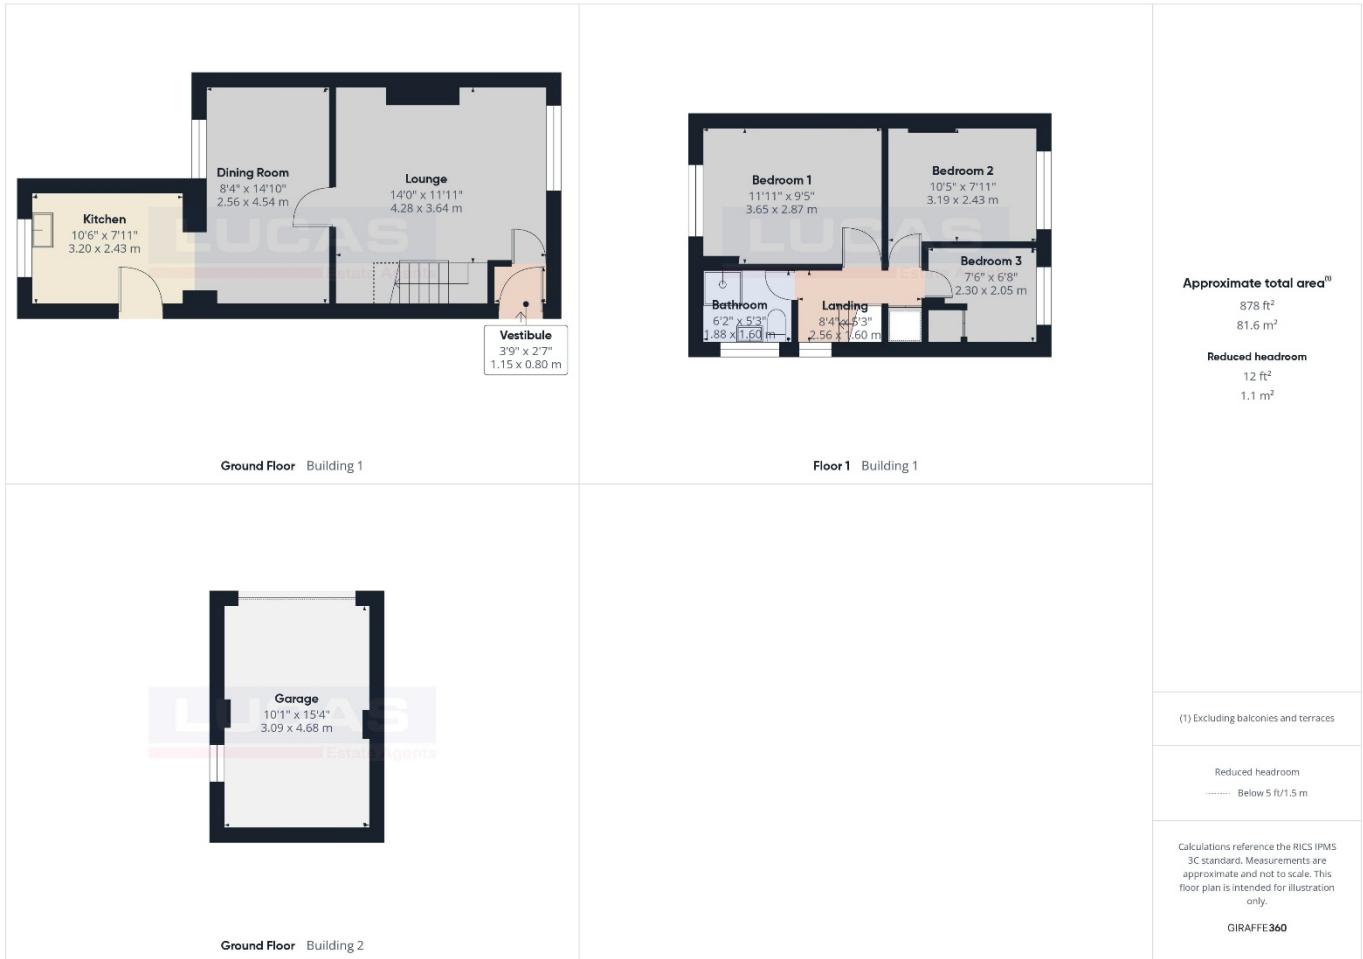 Dining Room
8'4" x 14'10"
2.56 x 4.54 m
Lounge
14'0" x 11'11"
4.28 x 3.64 m
Kitchen
10'6" x 7'11"
3.20 x 2.43 m
Vestibule
3'9" x 2'7"
1.15 x 0.80 m
LUCAS
Estate Agents
Ground Floor Building 1
Bedroom 1
11'11" x 9'5"
3.65 x 2.87 m
Bedroom 2
10'5" x 7'11"
3.19 x 2.43 m
Bedroom 3
7'6" x 6'8"
2.30 x 2.05 m
Bathroom
6'2" x 5'3"
1.88 x 1.60 m
Landing
8'4" x 5'3"
2.56 x 1.60 m
LUCAS
Estate Agents
Floor 1 Building 1
Garage
10'1" x 15'4"
3.09 x 4.68 m
LUCAS
Estate Agents
Ground Floor Building 2
Approximate total area⁽¹⁾
878 ft²
81.6 m²
Reduced headroom
12 ft²
1.1 m²
(1) Excluding balconies and terraces
Reduced headroom
Below 5 ft/1.5 m
Calculations reference the RICS IPMS
3C standard. Measurements are
approximate and not to scale. This
floor plan is intended for illustration
only.
GIRAFFE360